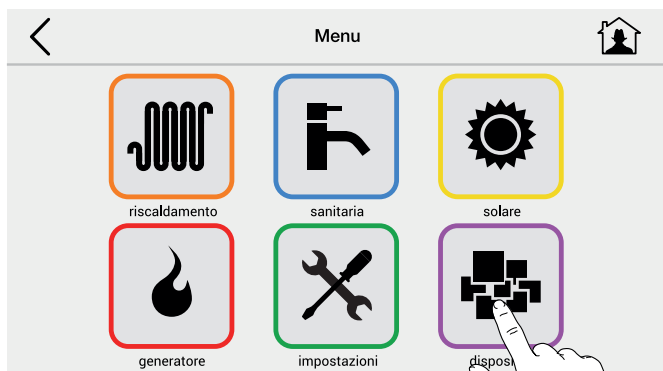 Menu
riscaldamento sanitaria solare
generatore impostazioni